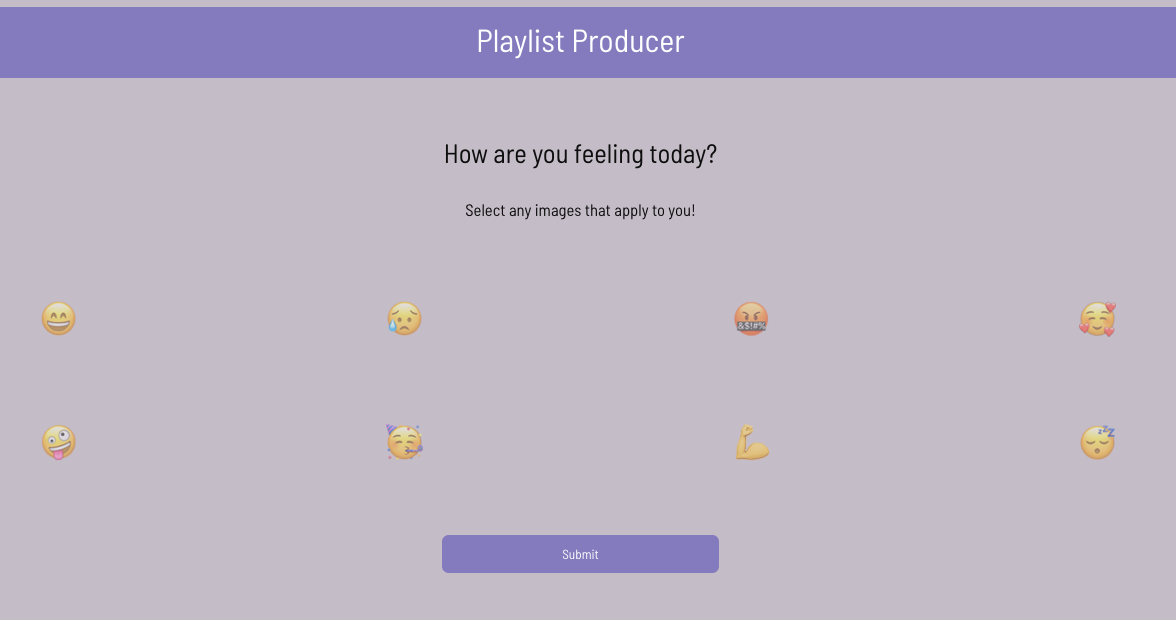 Playlist Producer
How are you feeling today?
Select any images that apply to you!
&$!#%
Submit